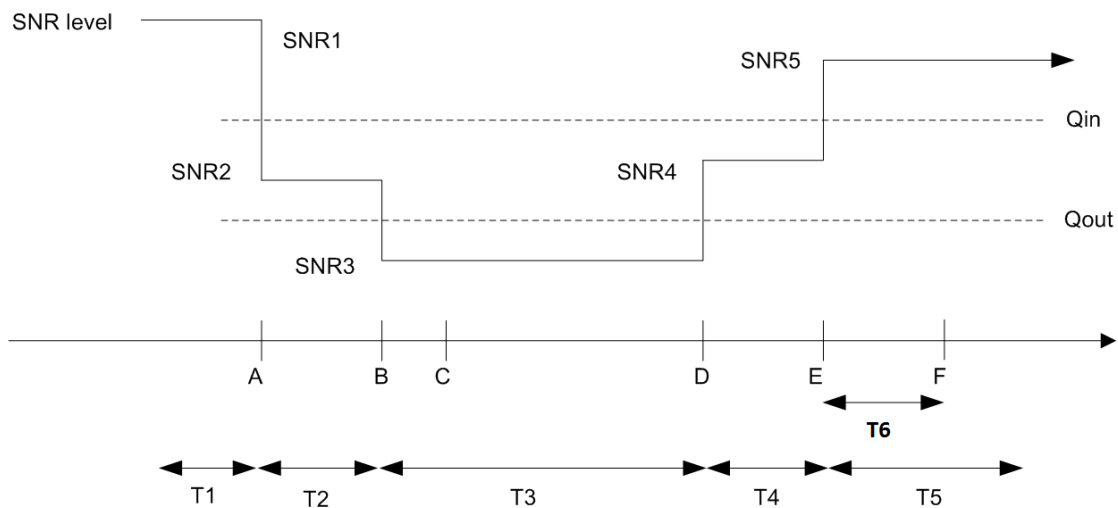 SNR level
SNR1
SNR5
Qin
SNR2
SNR4
Qout
SNR3
A B C D E F
T6
T1 T2 T3 T4 T5